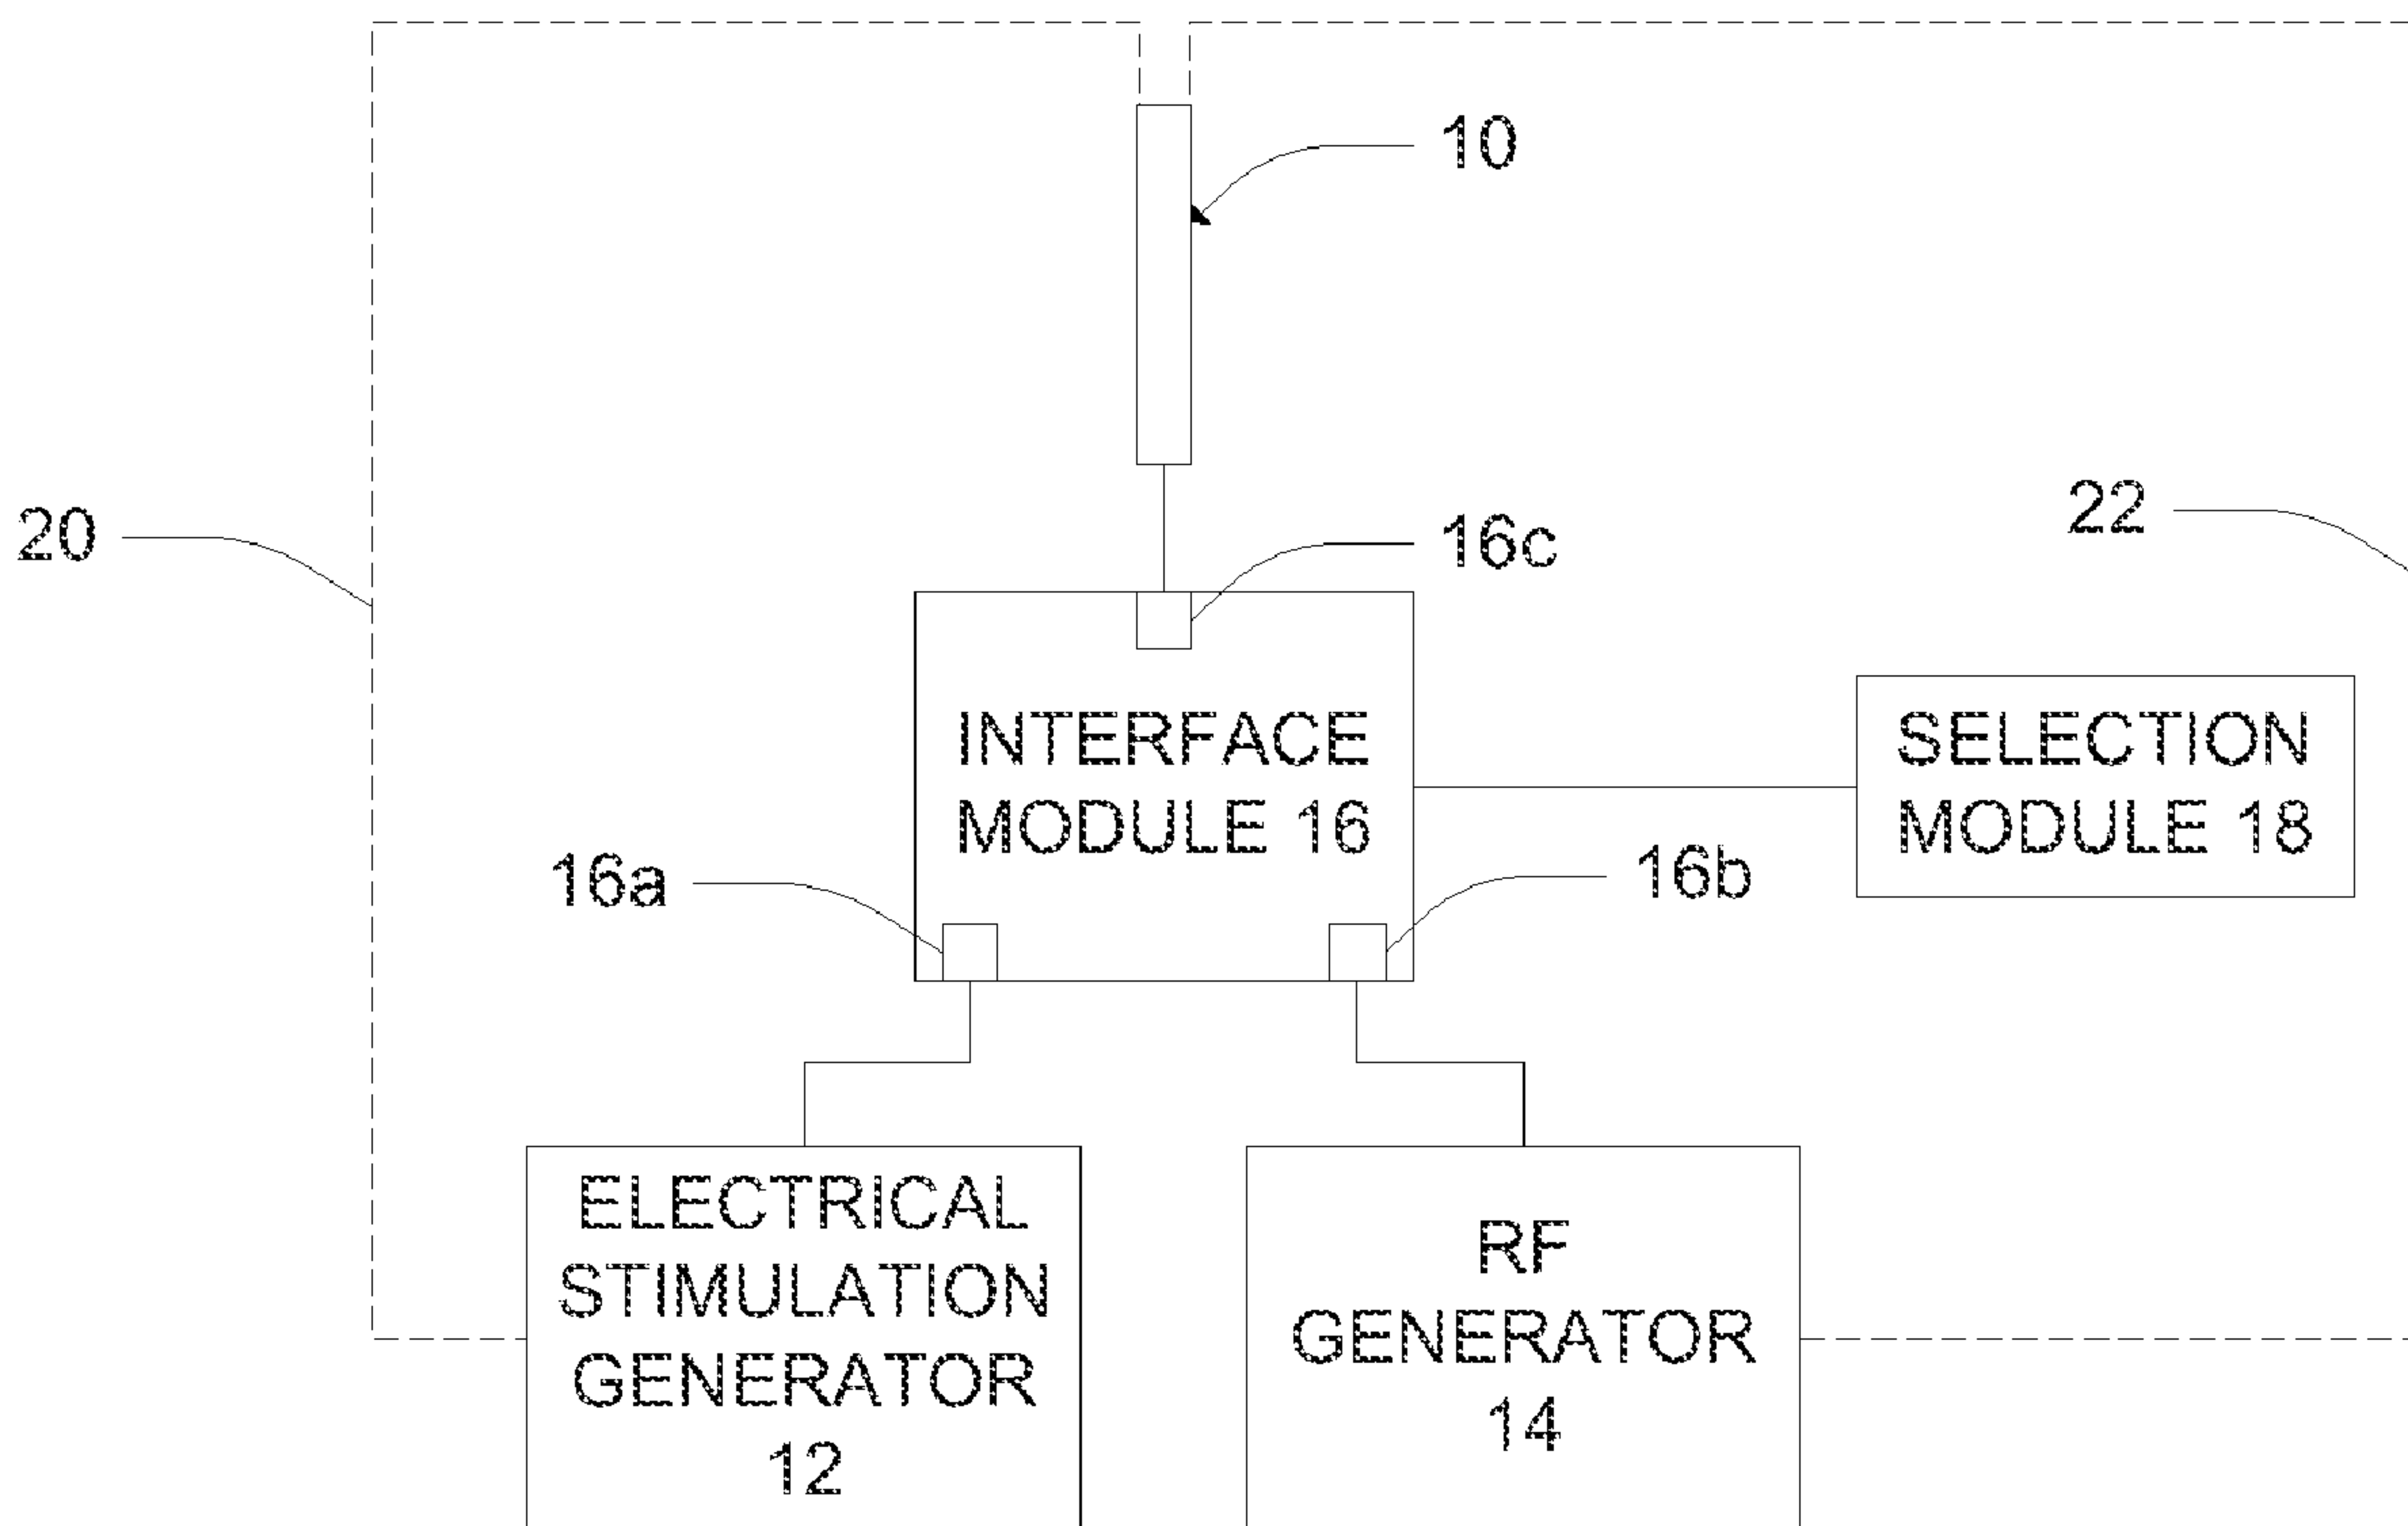 10
20
22
16c
INTERFACE
MODULE 16
SELECTION
MODULE 18
16a
16b
ELECTRICAL
STIMULATION
GENERATOR
12
RF
GENERATOR
14